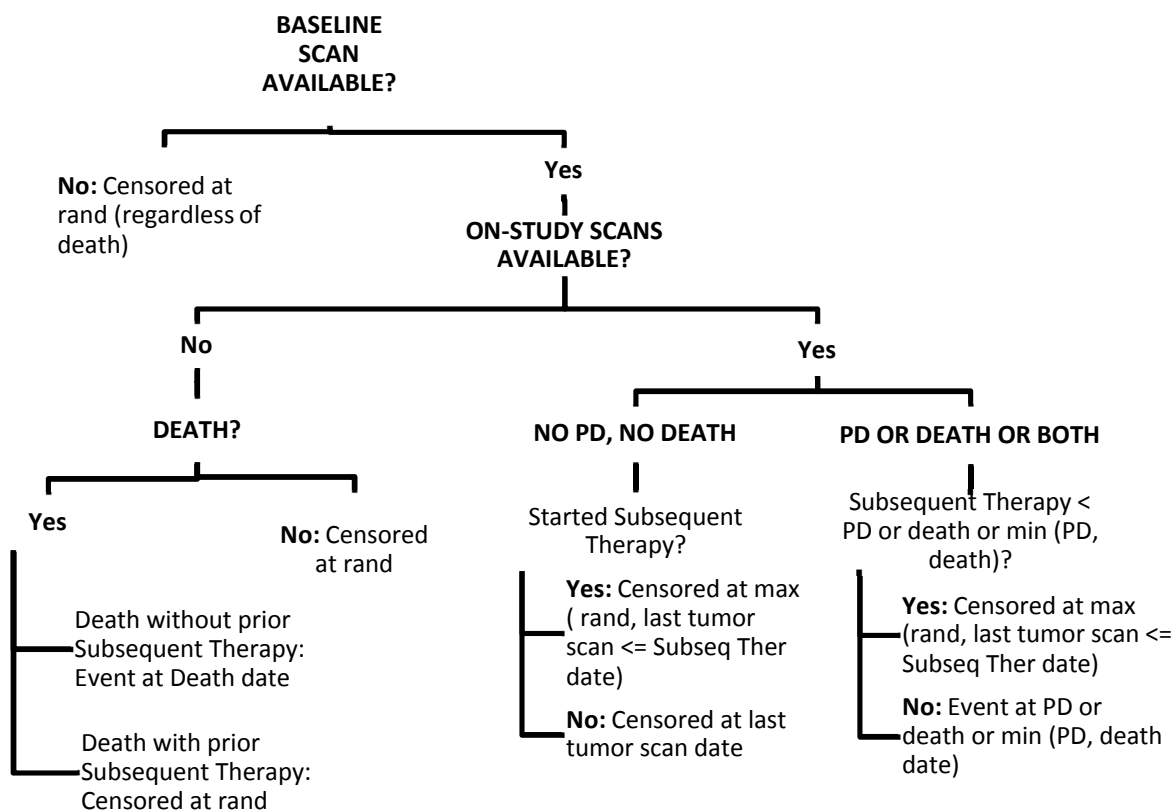 BASELINE
SCAN
AVAILABLE?
No: Censored at
rand (regardless of
death)
Yes
ON-STUDY SCANS
AVAILABLE?
No
Yes
DEATH?
NO PD, NO DEATH
PD OR DEATH OR BOTH
Yes
No: Censored
at rand
Death without prior
Subsequent Therapy:
Event at Death date
Death with prior
Subsequent Therapy:
Censored at rand
Started Subsequent
Therapy?
Yes: Censored at max
( rand, last tumor
scan <= Subseq Ther
date)
No: Censored at last
tumor scan date
Subsequent Therapy <
PD or death or min (PD,
death)?
Yes: Censored at max
(rand, last tumor scan <=
Subseq Ther date)
No: Event at PD or
death or min (PD, death
date)